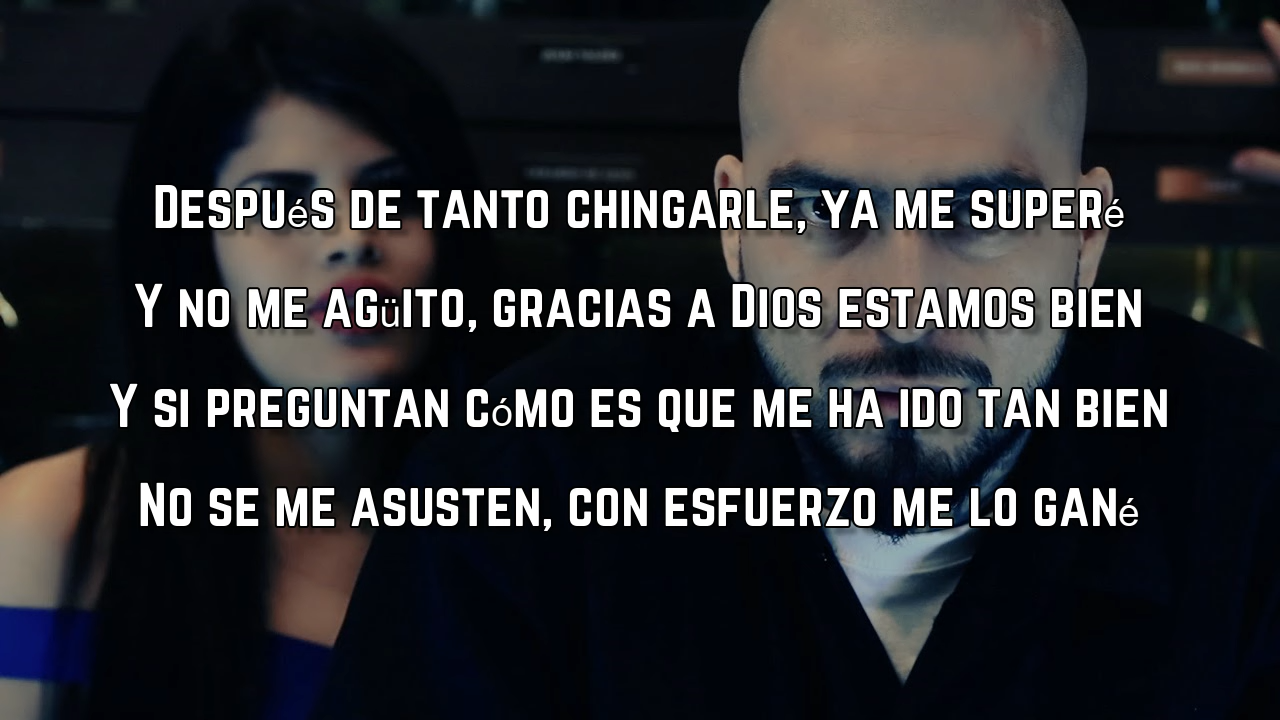 Después de tanto chingarle, ya me superé
Y no me agüito, gracias a Dios estamos bien
Y si preguntan cómo es que me ha ido tan bien
No se me asusten, con esfuerzo me lo gané